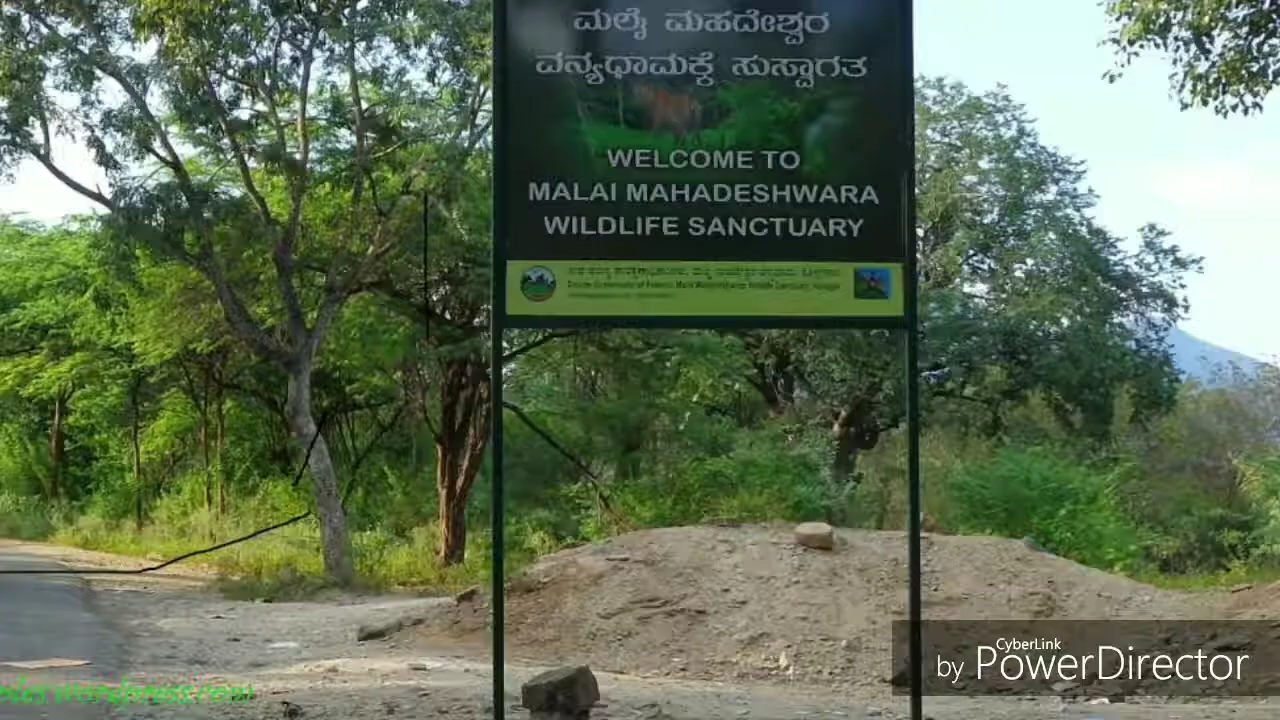 ಮಲೈ ಮಹದೇಶ್ವರ
ವನ್ಯಧಾಮಕ್ಕೆ ಸುಸ್ವಾಗತ
WELCOME TO
MALAI MAHADESHWARA
WILDLIFE SANCTUARY
CyberLink
by PowerDirector